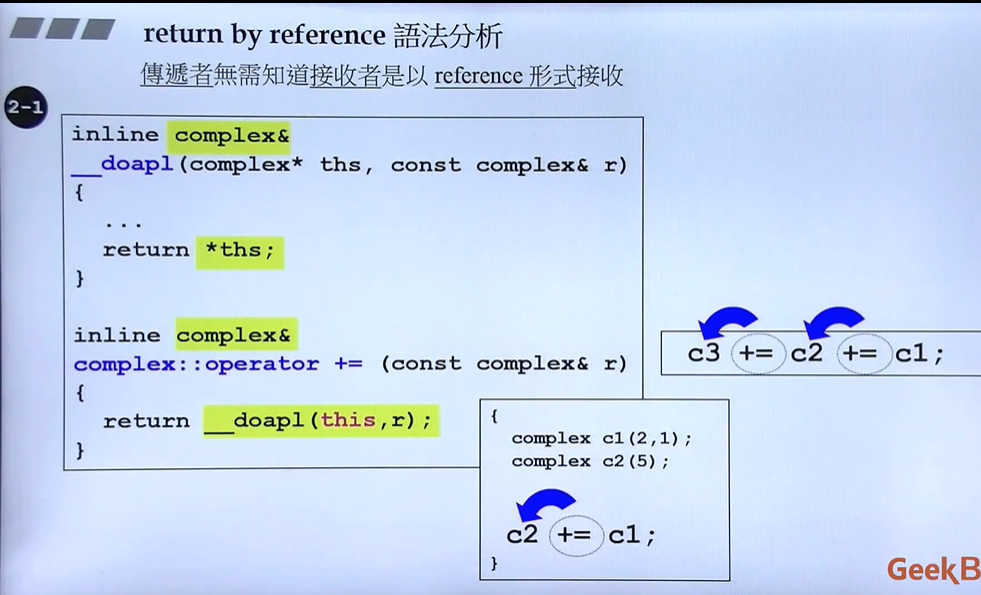 return by reference 語法分析
傳遞者無需知道接收者是以 reference 形式接收
2-1
inline complex&
__doapl(complex* ths, const complex& r)
{
...
return *ths;
}
inline complex&
complex::operator += (const complex& r)
{
return __doapl(this,r);
}
c3 += c2 += c1;
{
complex c1(2,1);
complex c2(5);
c2 += c1;
}
GeekB